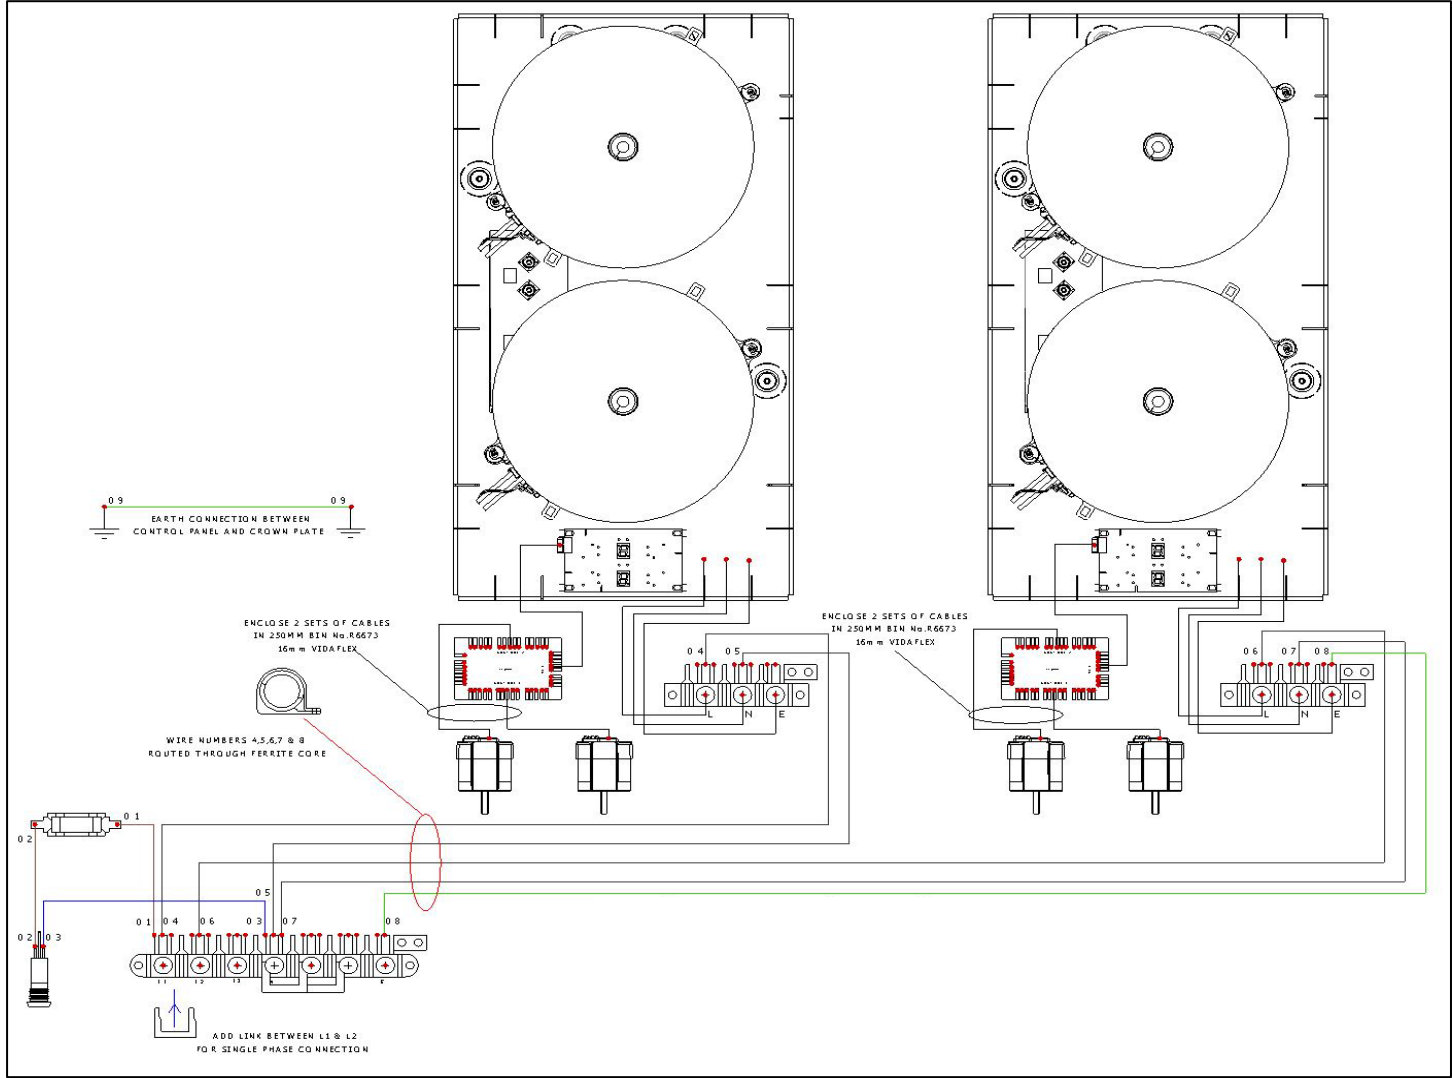 09
09
EARTH CONNECTION BETWEEN
CONTROL PANEL AND CROWN PLATE
ENCLOSE 2 SETS OF CABLES
IN 250MM BIN No.R6673
16mm VIDAFLEX
ENCLOSE 2 SETS OF CABLES
IN 250MM BIN No.R6673
16mm VIDAFLEX
04 05
L N E
06 07 08
L N E
WIRE NUMBERS 4,5,6,7 & 8
ROUTED THROUGH FERRITE CORE
01
02
05
01 04 06 03 07 08
02 03
ADD LINK BETWEEN L1 & L2
FOR SINGLE PHASE CONNECTION